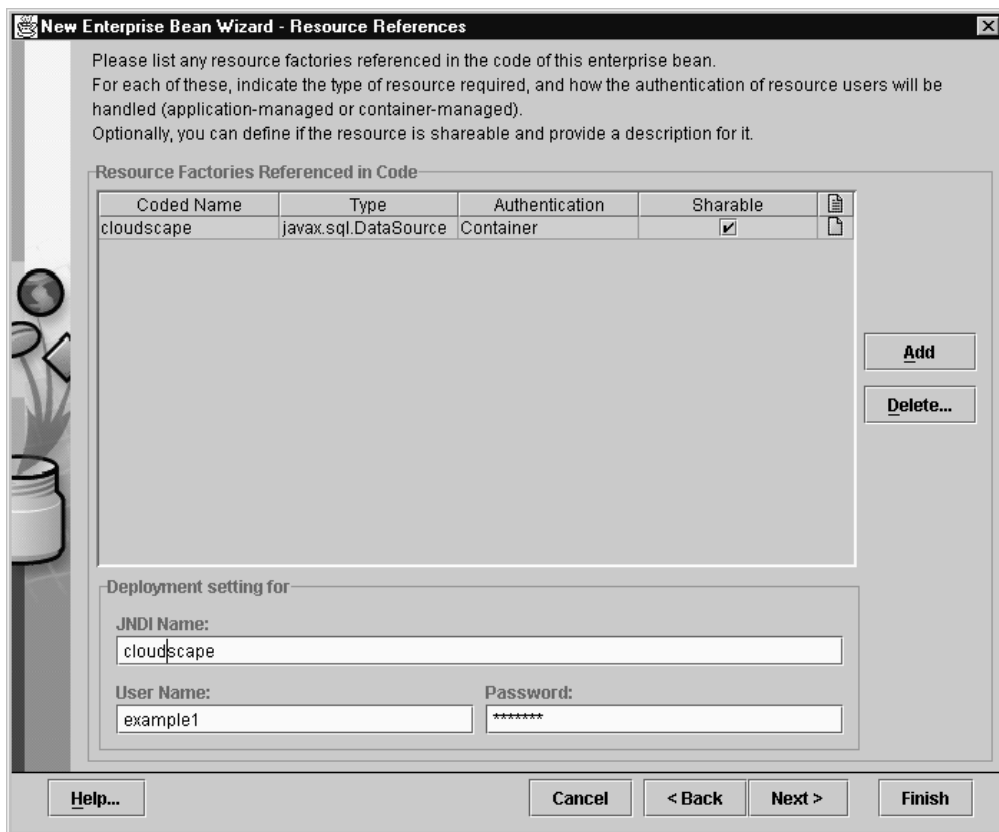 New Enterprise Bean Wizard - Resource References
Please list any resource factories referenced in the code of this enterprise bean.
For each of these, indicate the type of resource required, and how the authentication of resource users will be
handled (application-managed or container-managed).
Optionally, you can define if the resource is shareable and provide a description for it.
Resource Factories Referenced in Code
Coded Name Type Authentication Sharable
cloudscape javax.sql.DataSource Container
Add
Delete...
Deployment setting for
JNDI Name:
cloudscape
User Name: Password:
example1 *******
Help... Cancel < Back Next > Finish